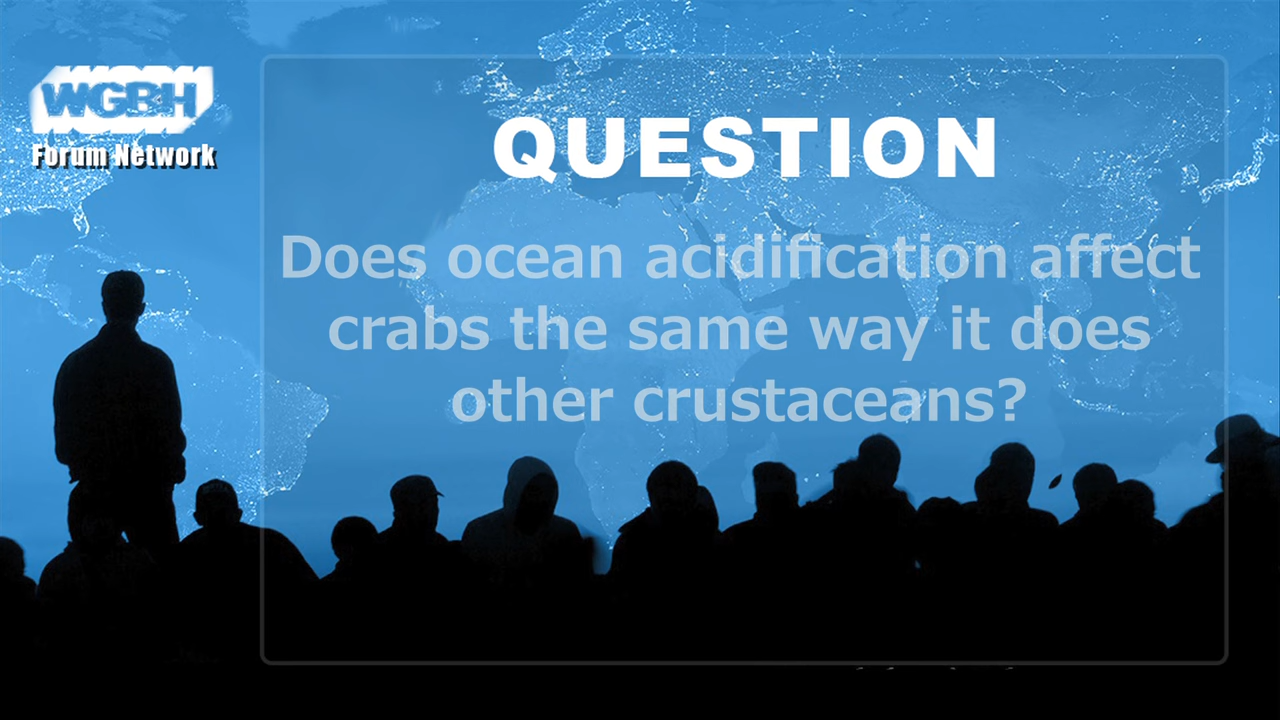 WGBH
Forum Network
QUESTION
Does ocean acidification affect
crabs the same way it does
other crustaceans?